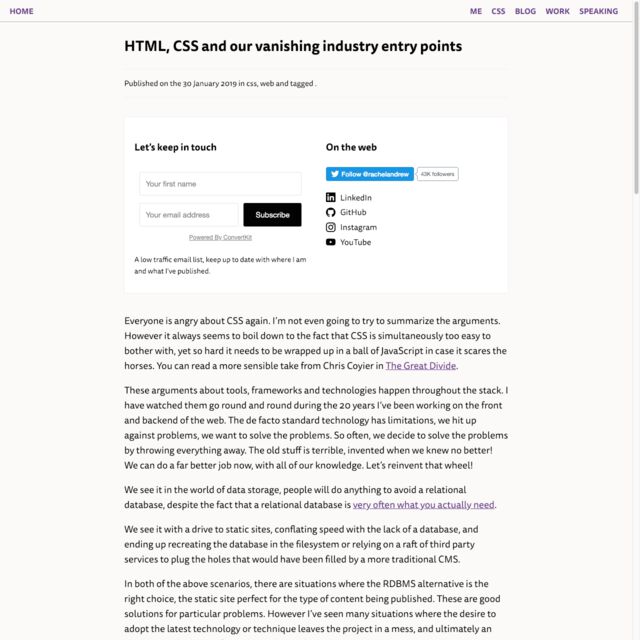 HOME
ME CSS BLOG WORK SPEAKING
HTML, CSS and our vanishing industry entry points
Published on the 30 January 2019 in css, web and tagged .
Let's keep in touch
Your first name
Your email address
Subscribe
Powered By ConvertKit
A low traffic email list, keep up to date with where I am
and what I've published.
On the web
Follow @rachelandrew
43K followers
LinkedIn
GitHub
Instagram
YouTube
Everyone is angry about CSS again. I'm not even going to try to summarize the arguments.
However it always seems to boil down to the fact that CSS is simultaneously too easy to
bother with, yet so hard it needs to be wrapped up in a ball of JavaScript in case it scares the
horses. You can read a more sensible take from Chris Coyier in The Great Divide.
These arguments about tools, frameworks and technologies happen throughout the stack. I
have watched them go round and round during the 20 years I've been working on the front
and backend of the web. The de facto standard technology has limitations, we hit up
against problems, we want to solve the problems. So often, we decide to solve the problems
by throwing everything away. The old stuff is terrible, invented when we knew no better!
We can do a far better job now, with all of our knowledge. Let's reinvent that wheel!
We see it in the world of data storage, people will do anything to avoid a relational
database, despite the fact that a relational database is very often what you actually need.
We see it with a drive to static sites, conflating speed with the lack of a database, and
ending up recreating the database in the filesystem or relying on a raft of third party
services to plug the holes that would have been filled by a more traditional CMS.
In both of the above scenarios, there are situations where the RDBMS alternative is the
right choice, the static site perfect for the type of content being published. These are good
solutions for particular problems. However I've seen many situations where the desire to
adopt the latest technology or technique leaves the project in a mess, and ultimately an